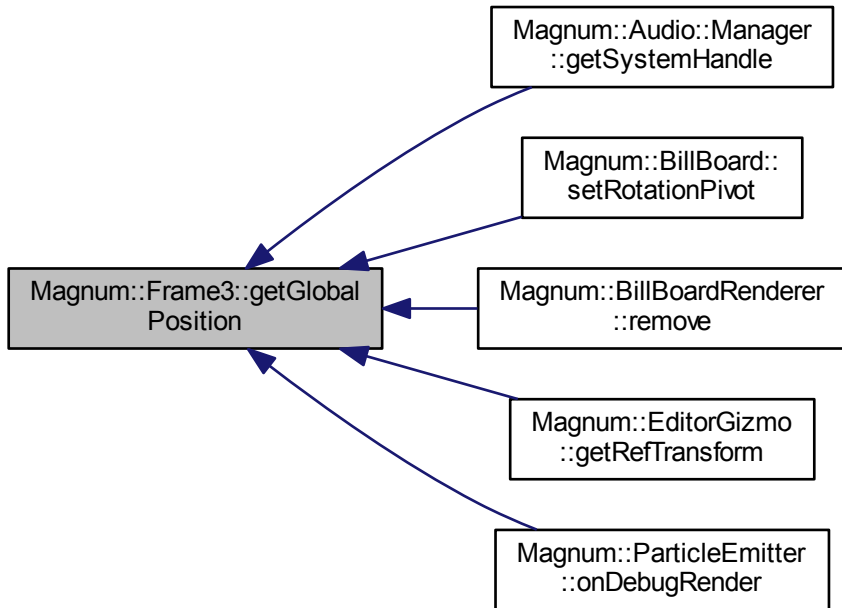 Magnum::Audio::Manager
::getSystemHandle
Magnum::BillBoard::
setRotationPivot
Magnum::Frame3::getGlobal
Position
Magnum::BillBoardRenderer
::remove
Magnum::EditorGizmo
::getRefTransform
Magnum::ParticleEmitter
::onDebugRender